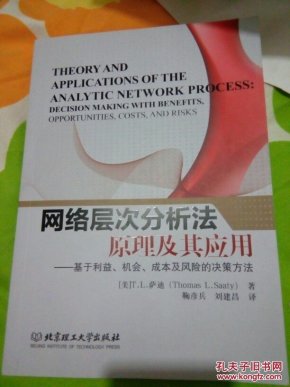 THEORY AND
APPLICATIONS OF THE
ANALYTIC NETWORK PROCESS:
DECISION MAKING WITH BENEFITS,
OPPORTUNITIES, COSTS, AND RISKS
网络层次分析法
原理及其应用
——基于利益、机会、成本及风险的决策方法
[美]T.L.萨迪 (Thomas L. Saaty) 著
鞠彦兵 刘建昌 译
北京理工大学出版社
BEIJING INSTITUTE OF TECHNOLOGY PRESS
孔夫子旧书网